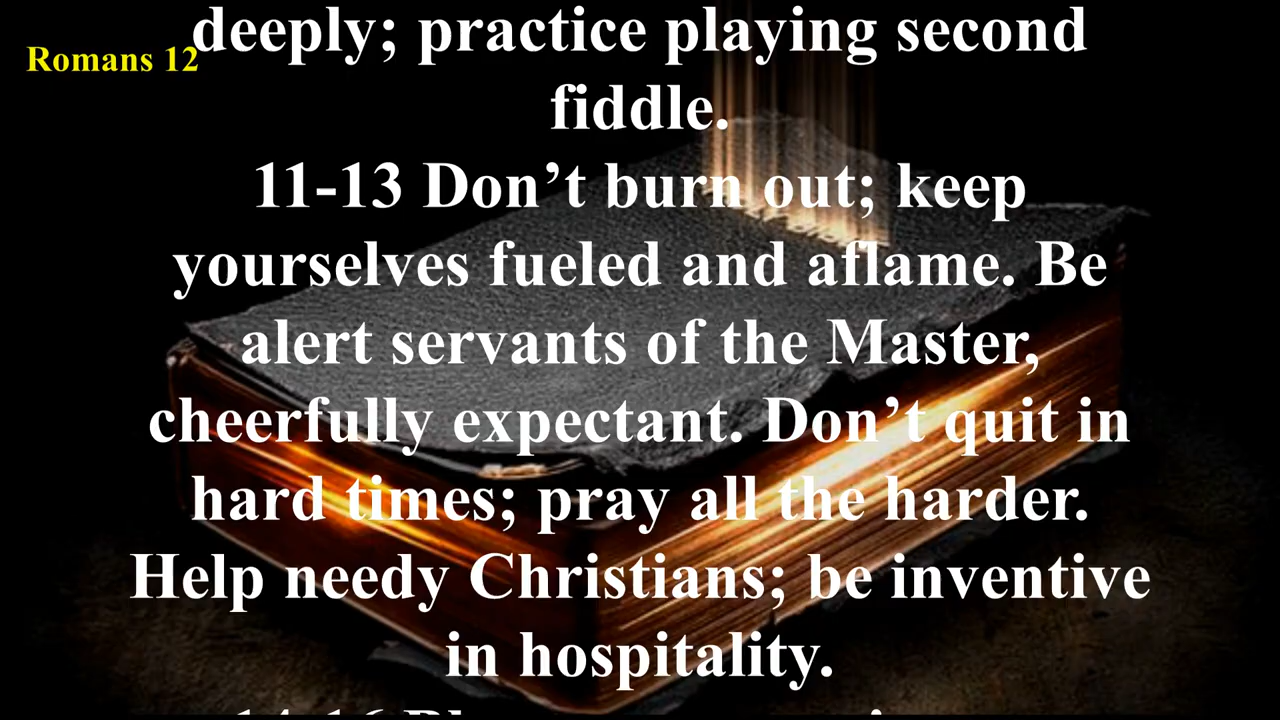 deeply; practice playing second
Romans 12
fiddle.
11-13 Don’t burn out; keep
yourselves fueled and aflame. Be
alert servants of the Master,
cheerfully expectant. Don’t quit in
hard times; pray all the harder.
Help needy Christians; be inventive
in hospitality.
14-16